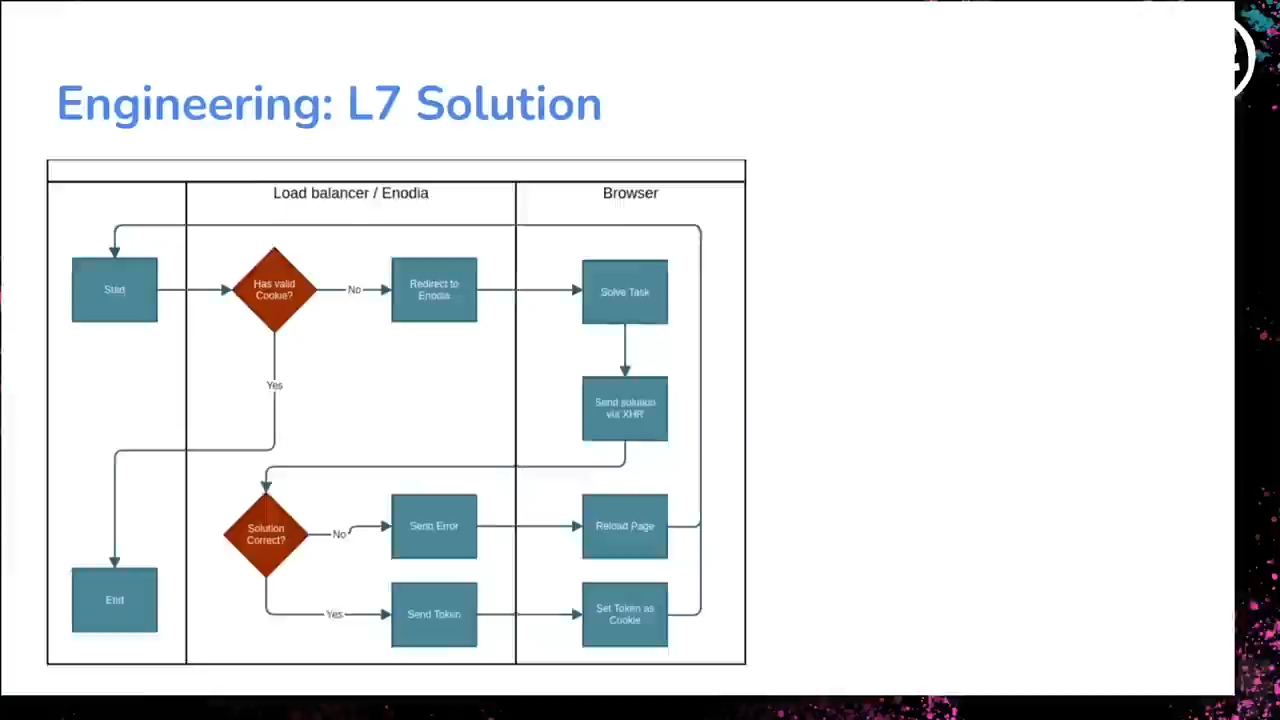 Engineering: L7 Solution
Load balancer / Enodia
Browser
Start
Has valid
Cookie?
No
Redirect to
Enodia
Solve Task
Yes
Send solution
via XHR
Solution
Correct?
No
Send Error
Reload Page
End
Yes
Send Token
Set Token as
Cookie